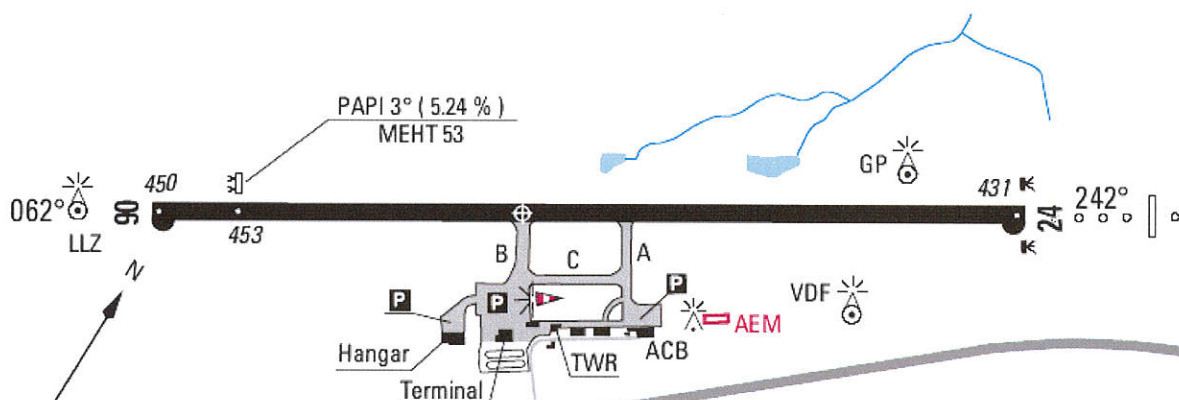 PAPI 3° ( 5.24 % )
MEHT 53
GP
450
431
062°
06
24
242°
453
LLZ
B
C
A
N
P
P
P
VDF
AEM
Hangar
TWR
ACB
Terminal